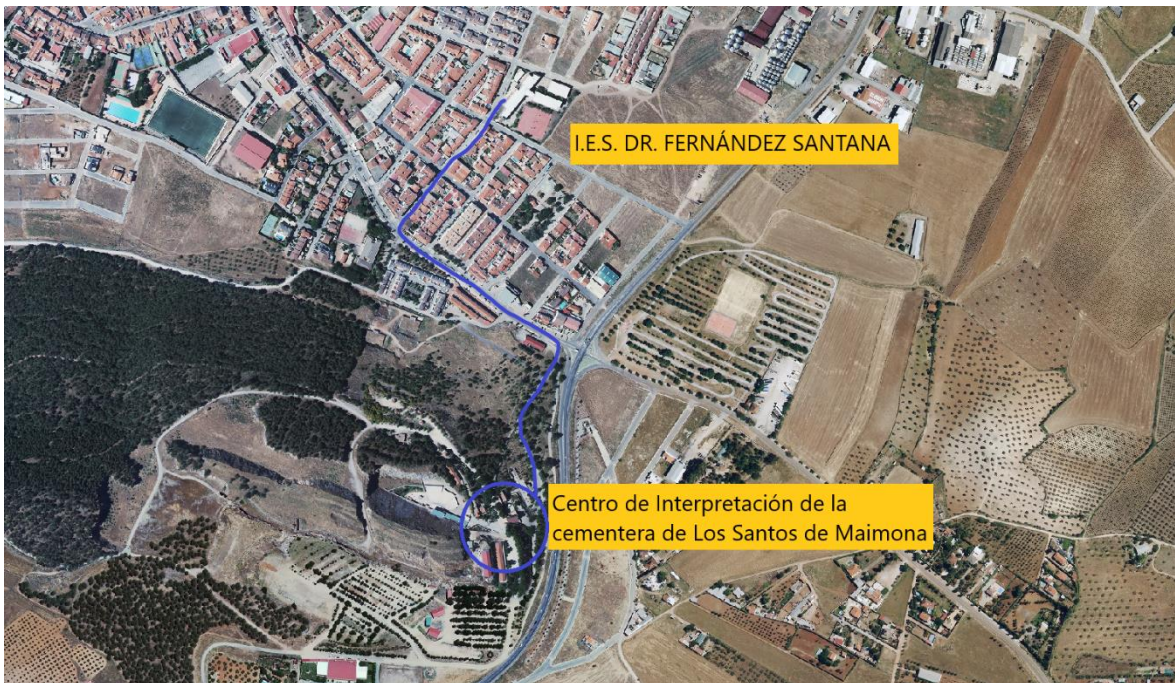 I.E.S. DR. FERNÁNDEZ SANTANA
Centro de Interpretación de la
cementera de Los Santos de Maimona